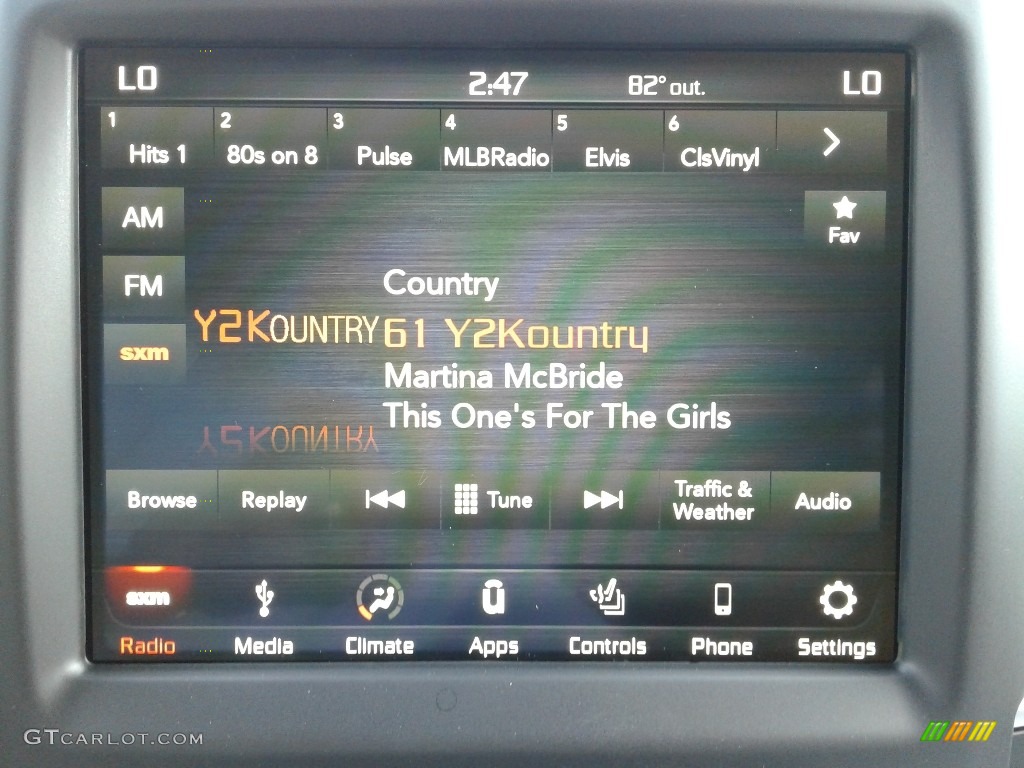 LO 2:47 82° out. LO
1 2 3 4 5 6
Hits 1 80s on 8 Pulse MLBRadio Elvis ClsVinyl
AM
Fav
FM
Country
Y2KOUNTRY 61 Y2Kountry
sxm
Martina McBride
This One's For The Girls
Y2KOUNTRY
Browse Replay Tune Traffic & Weather Audio
sxm
Radio Media Climate Apps Controls Phone Settings
GTCARLOT.COM